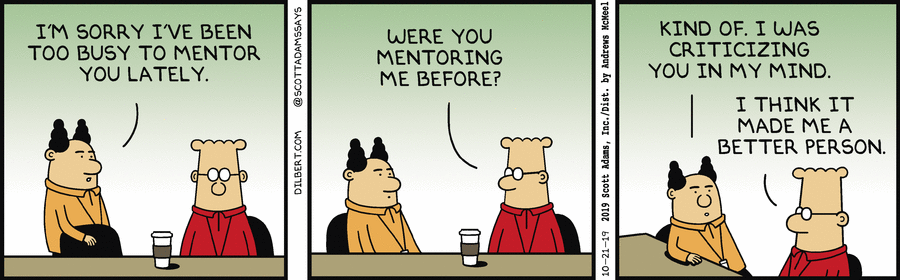 I'M SORRY I'VE BEEN
TOO BUSY TO MENTOR
YOU LATELY.
DILBERT.COM @SCOTTADAMSSAYS
WERE YOU
MENTORING
ME BEFORE?
10-21-19 2019 Scott Adams, Inc./Dist. by Andrews McMeel
KIND OF. I WAS
CRITICIZING
YOU IN MY MIND.
I THINK IT
MADE ME A
BETTER PERSON.